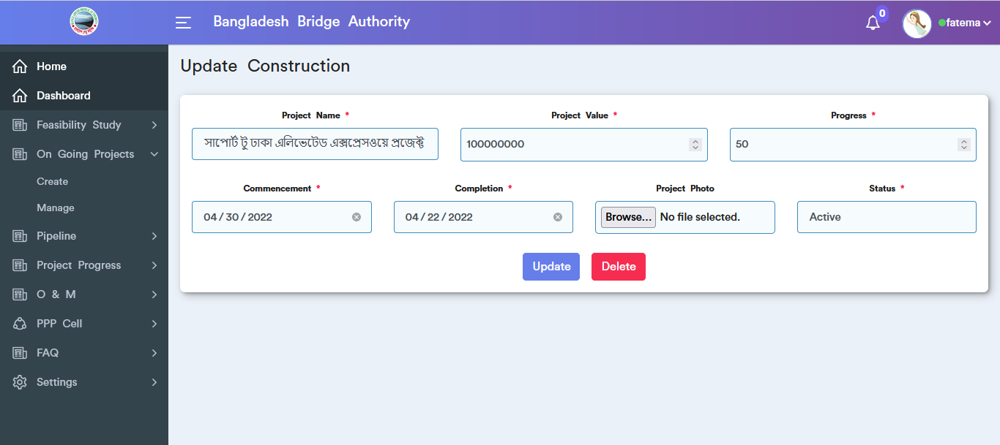 Bangladesh Bridge Authority
0
fatema
Home
Dashboard
Feasibility Study
On Going Projects
Create
Manage
Pipeline
Project Progress
O & M
PPP Cell
FAQ
Settings
Update Construction
Project Name *
Project Value *
Progress *
সাপোর্ট টু ঢাকা এলিভেটেড এক্সপ্রেসওয়ে প্রজেক্ট
100000000
50
Commencement *
Completion *
Project Photo
Status *
04 / 30 / 2022
04 / 22 / 2022
Browse... No file selected.
Active
Update
Delete